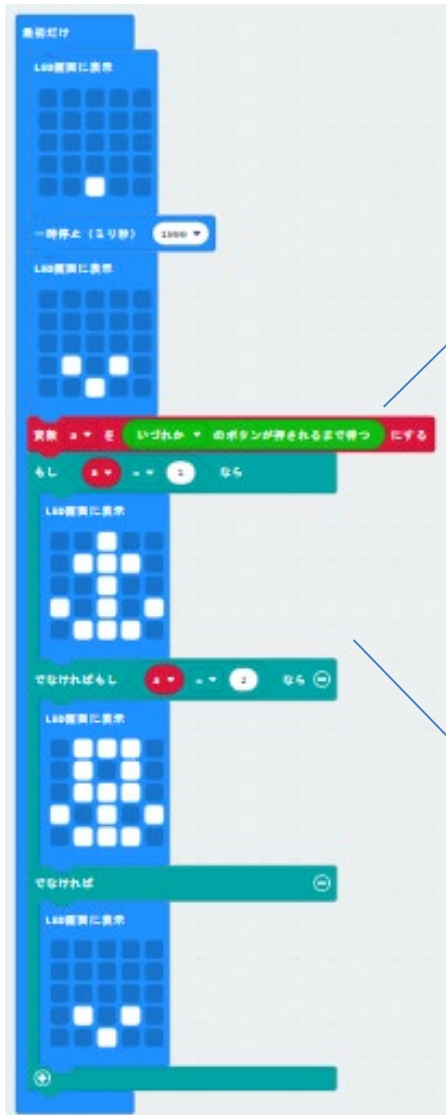 最初だけ
LED画面に表示
一時停止（ミリ秒） 1000
LED画面に表示
変数 a を いづれか のボタンが押されるまで待つ にする
もし a = 1 なら
LED画面に表示
でなければもし a = 2 なら
LED画面に表示
でなければ
LED画面に表示